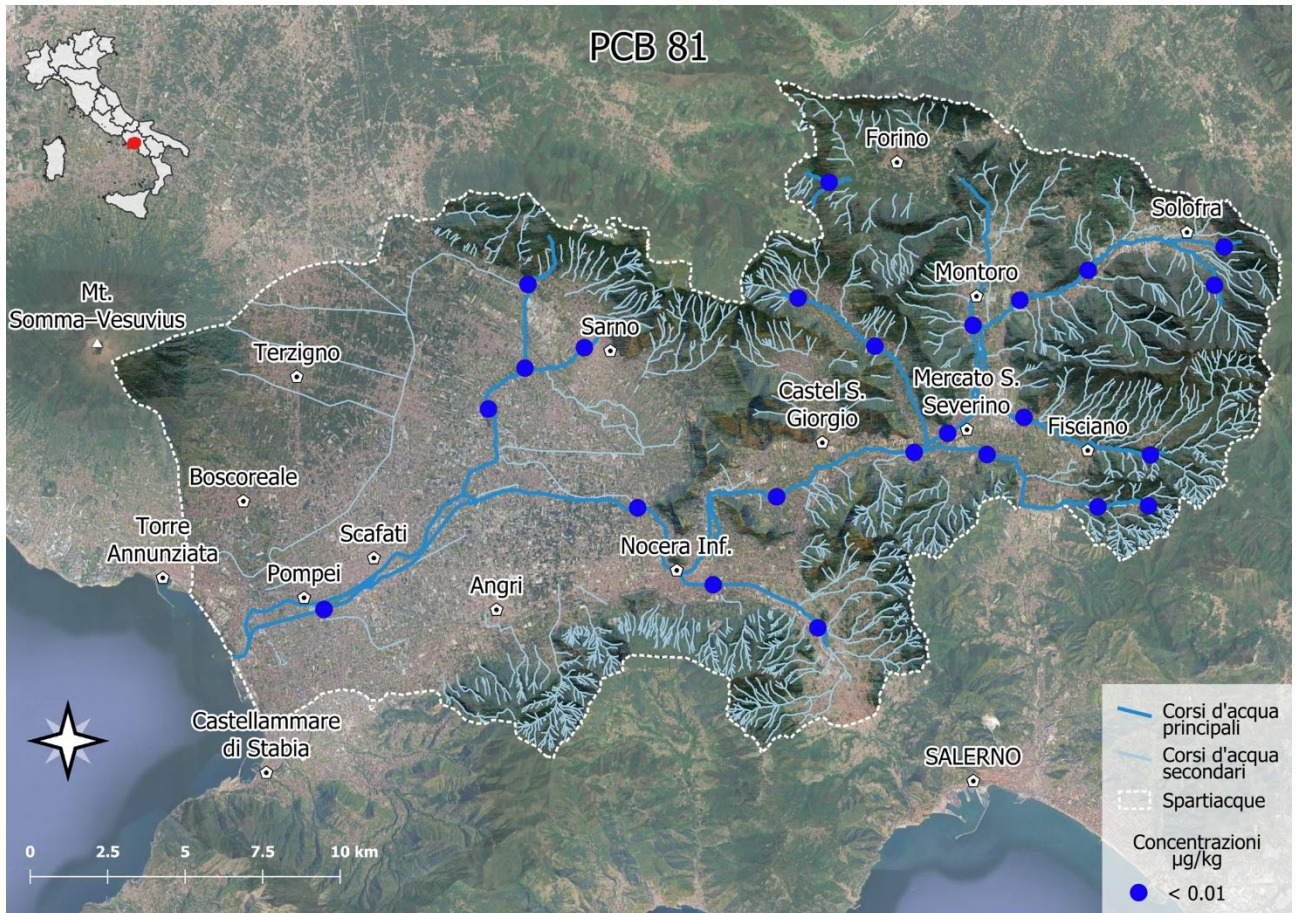 PCB 81
Forino
Solofra
Montoro
Mt.
Somma–Vesuvius
Sarno
Terzigno
Castel S.
Giorgio
Mercato S.
Severino
Fisciano
Boscoreale
Torre
Annunziata
Scafati
Nocera Inf.
Pompei
Angri
Castellammare
di Stabia
SALERNO
0 2.5 5 7.5 10 km
Corsi d'acqua
principali
Corsi d'acqua
secondari
Spartiacque
Concentrazioni
µg/kg
< 0.01